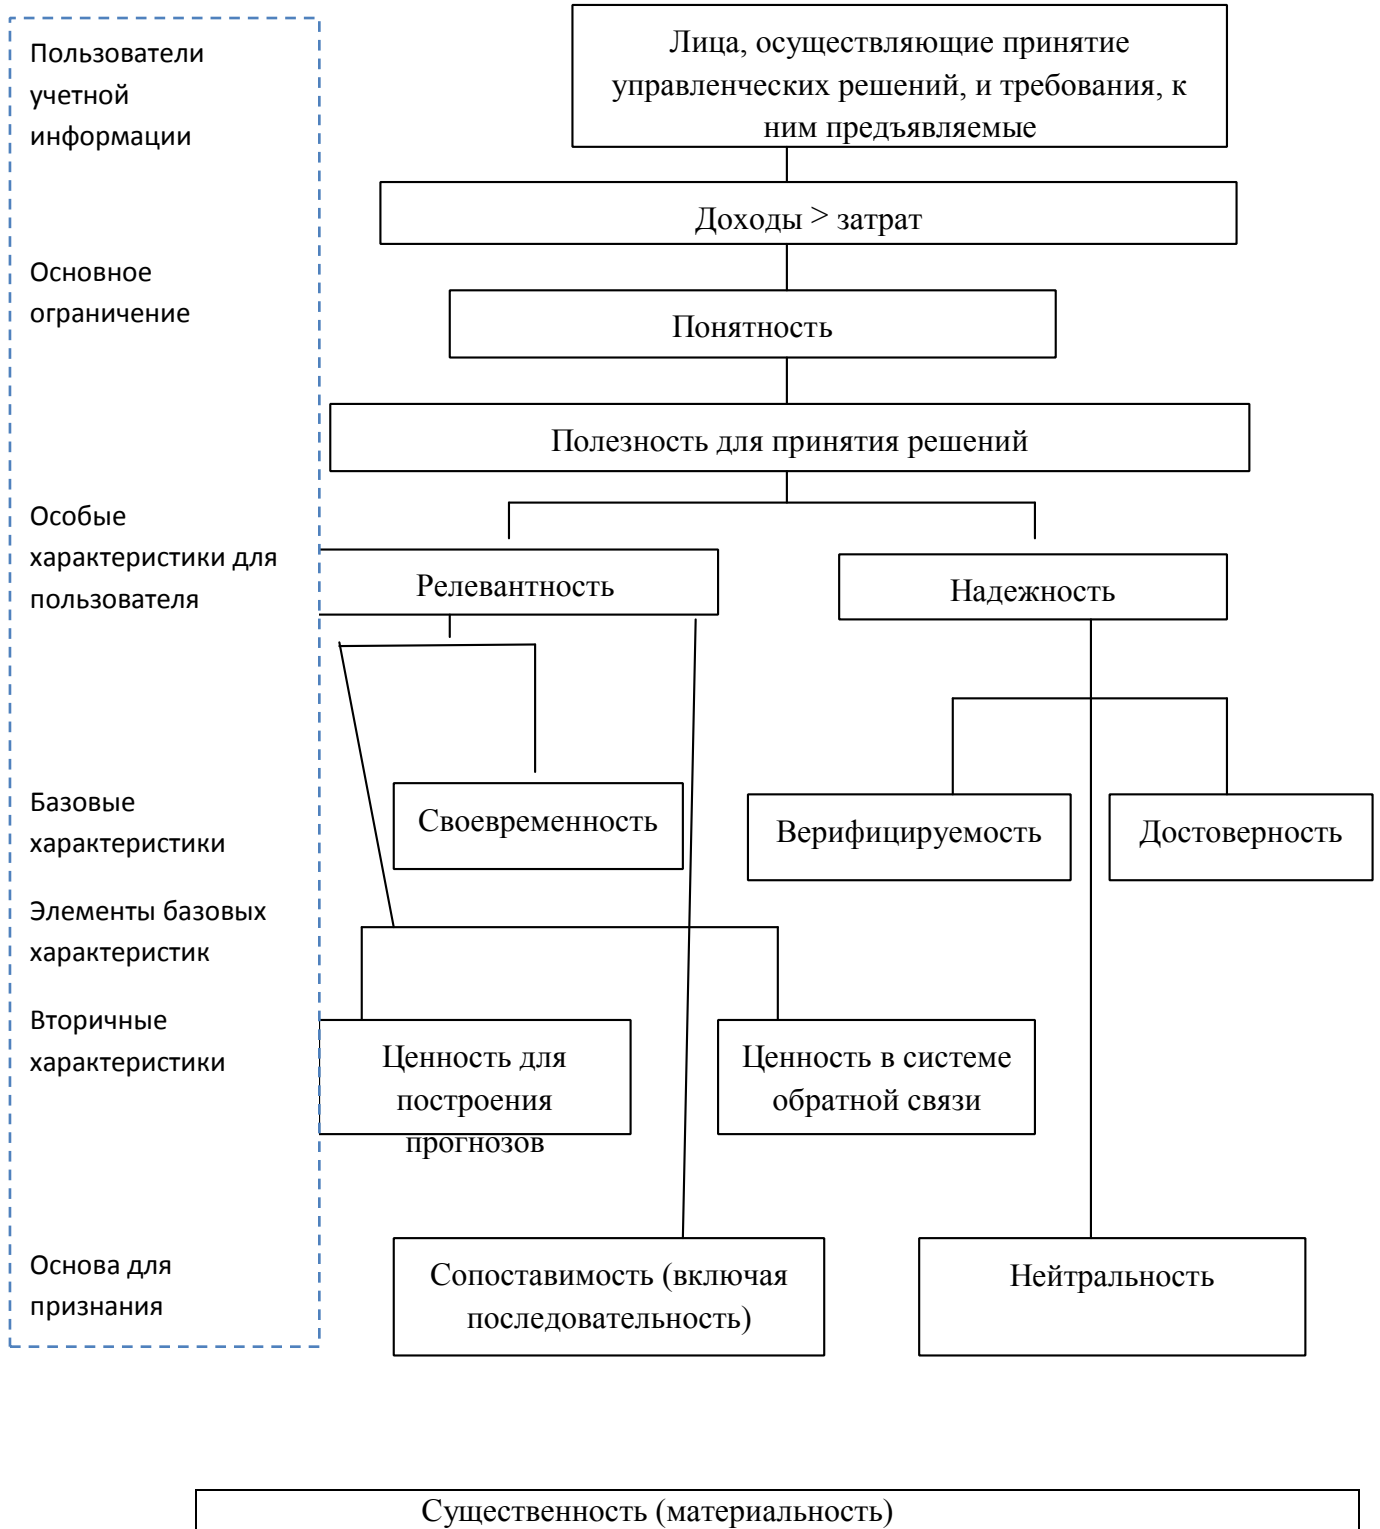 Пользователи
учетной
информации
Основное
ограничение
Особые
характеристики для
пользователя
Базовые
характеристики
Элементы базовых
характеристик
Вторичные
характеристики
Основа для
признания
Лица, осуществляющие принятие
управленческих решений, и требования, к
ним предъявляемые
Доходы > затрат
Понятность
Полезность для принятия решений
Релевантность
Надежность
Своевременность
Верифицируемость
Достоверность
Ценность для
построения
прогнозов
Ценность в системе
обратной связи
Сопоставимость (включая
последовательность)
Нейтральность
Существенность (материальность)